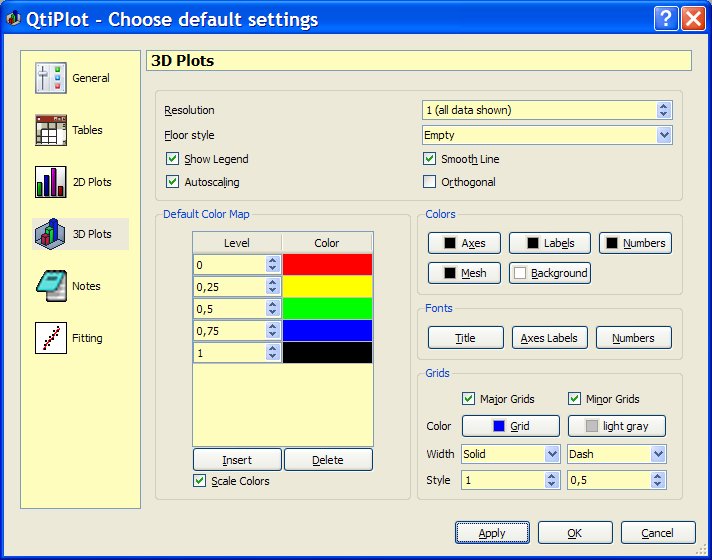 QtiPlot - Choose default settings
General
Tables
2D Plots
3D Plots
Notes
Fitting
3D Plots
Resolution
1 (all data shown)
Floor style
Empty
Show Legend
Smooth Line
Autoscaling
Orthogonal
Default Color Map
Level Color
0
0,25
0,5
0,75
1
Insert Delete
Scale Colors
Colors
Axes Labels Numbers
Mesh Background
Fonts
Title Axes Labels Numbers
Grids
Major Grids Minor Grids
Color Grid light gray
Width Solid Dash
Style 1 0,5
Apply OK Cancel